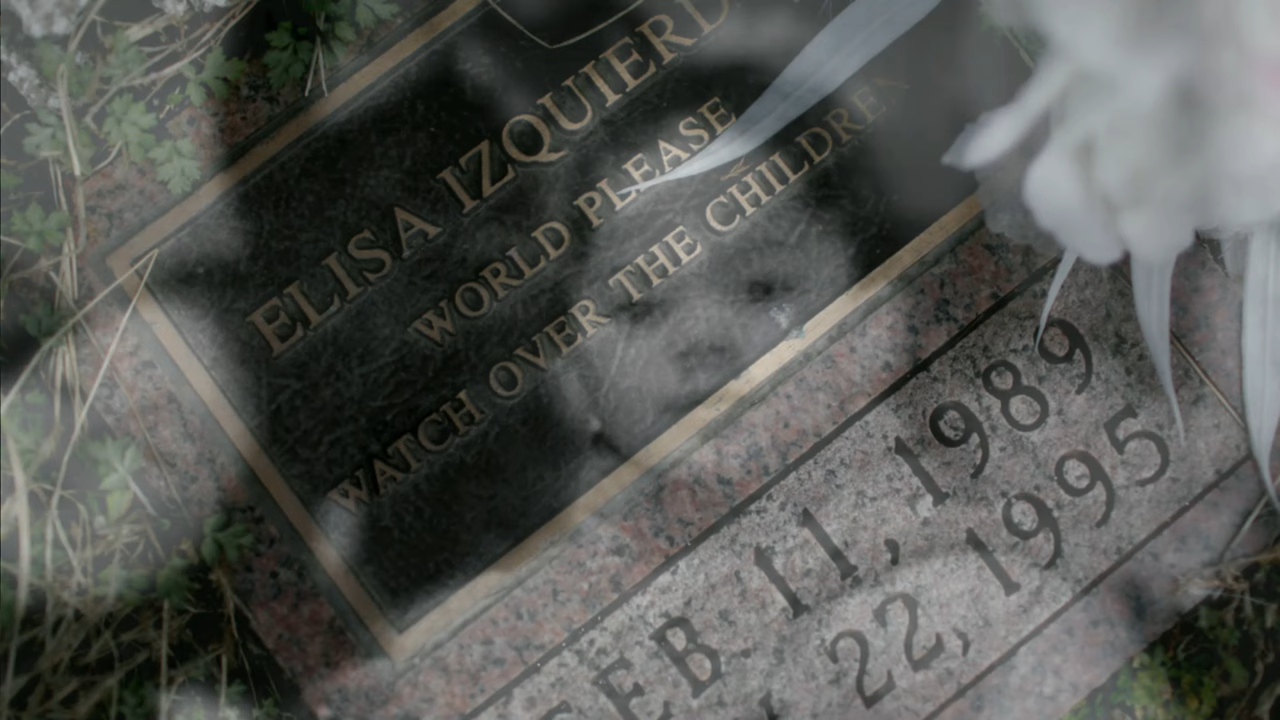 ELISA IZQUIERD
WORLD PLEASE
WATCH OVER THE CHILDREN
FEB 11, 1989
22, 1995